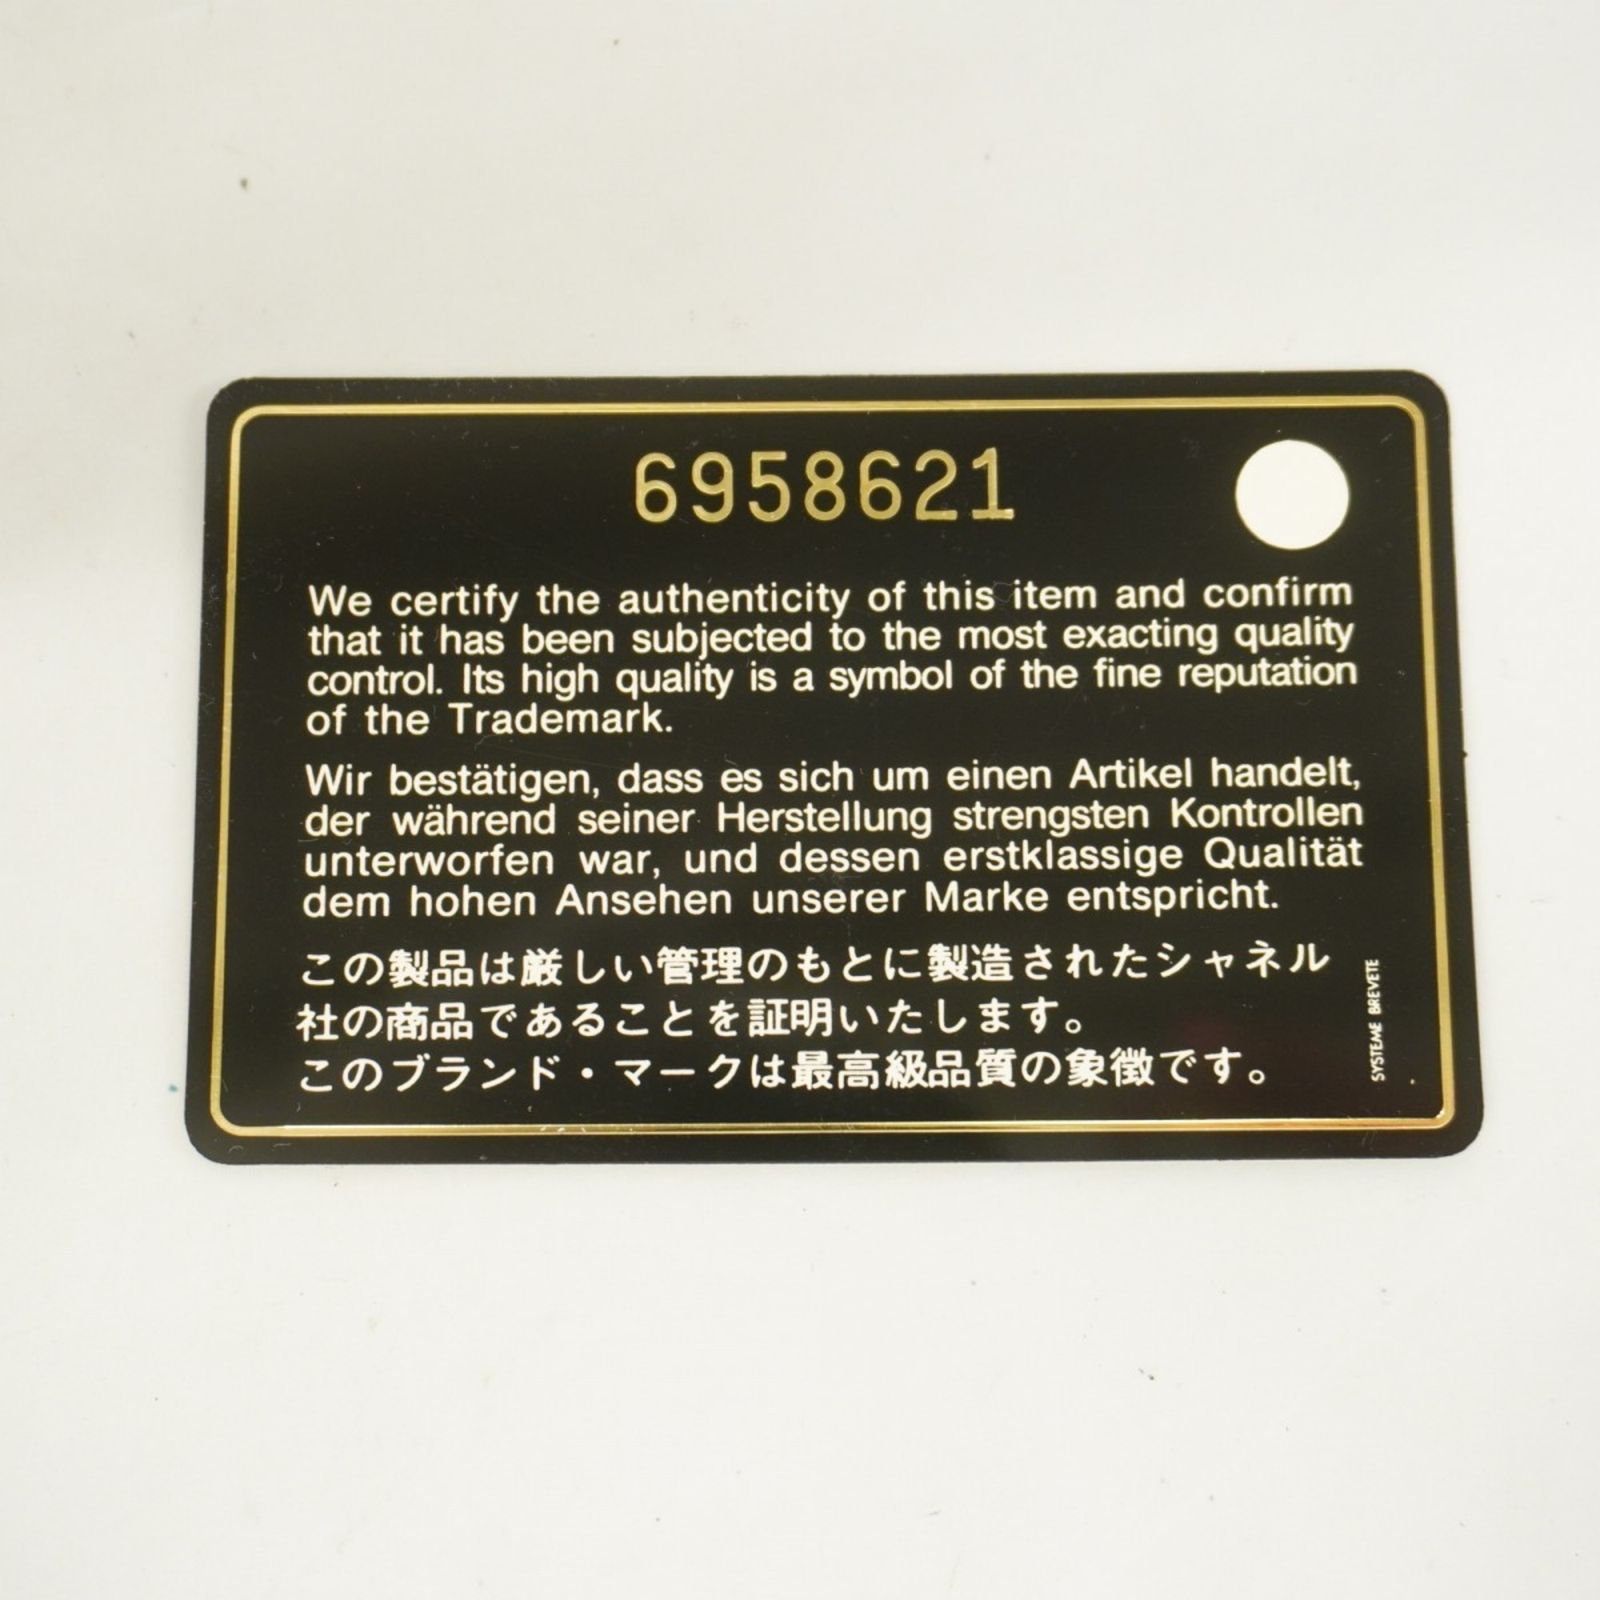 6958621
We certify the authenticity of this item and confirm
that it has been subjected to the most exacting quality
control. Its high quality is a symbol of the fine reputation
of the Trademark.
Wir bestätigen, dass es sich um einen Artikel handelt,
der während seiner Herstellung strengsten Kontrollen
unterworfen war, und dessen erstklassige Qualität
dem hohen Ansehen unserer Marke entspricht.
この製品は厳しい管理のもとに製造されたシャネル
社の商品であることを証明いたします。
このブランド・マークは最高級品質の象徴です。
SYSTEME BREVETE